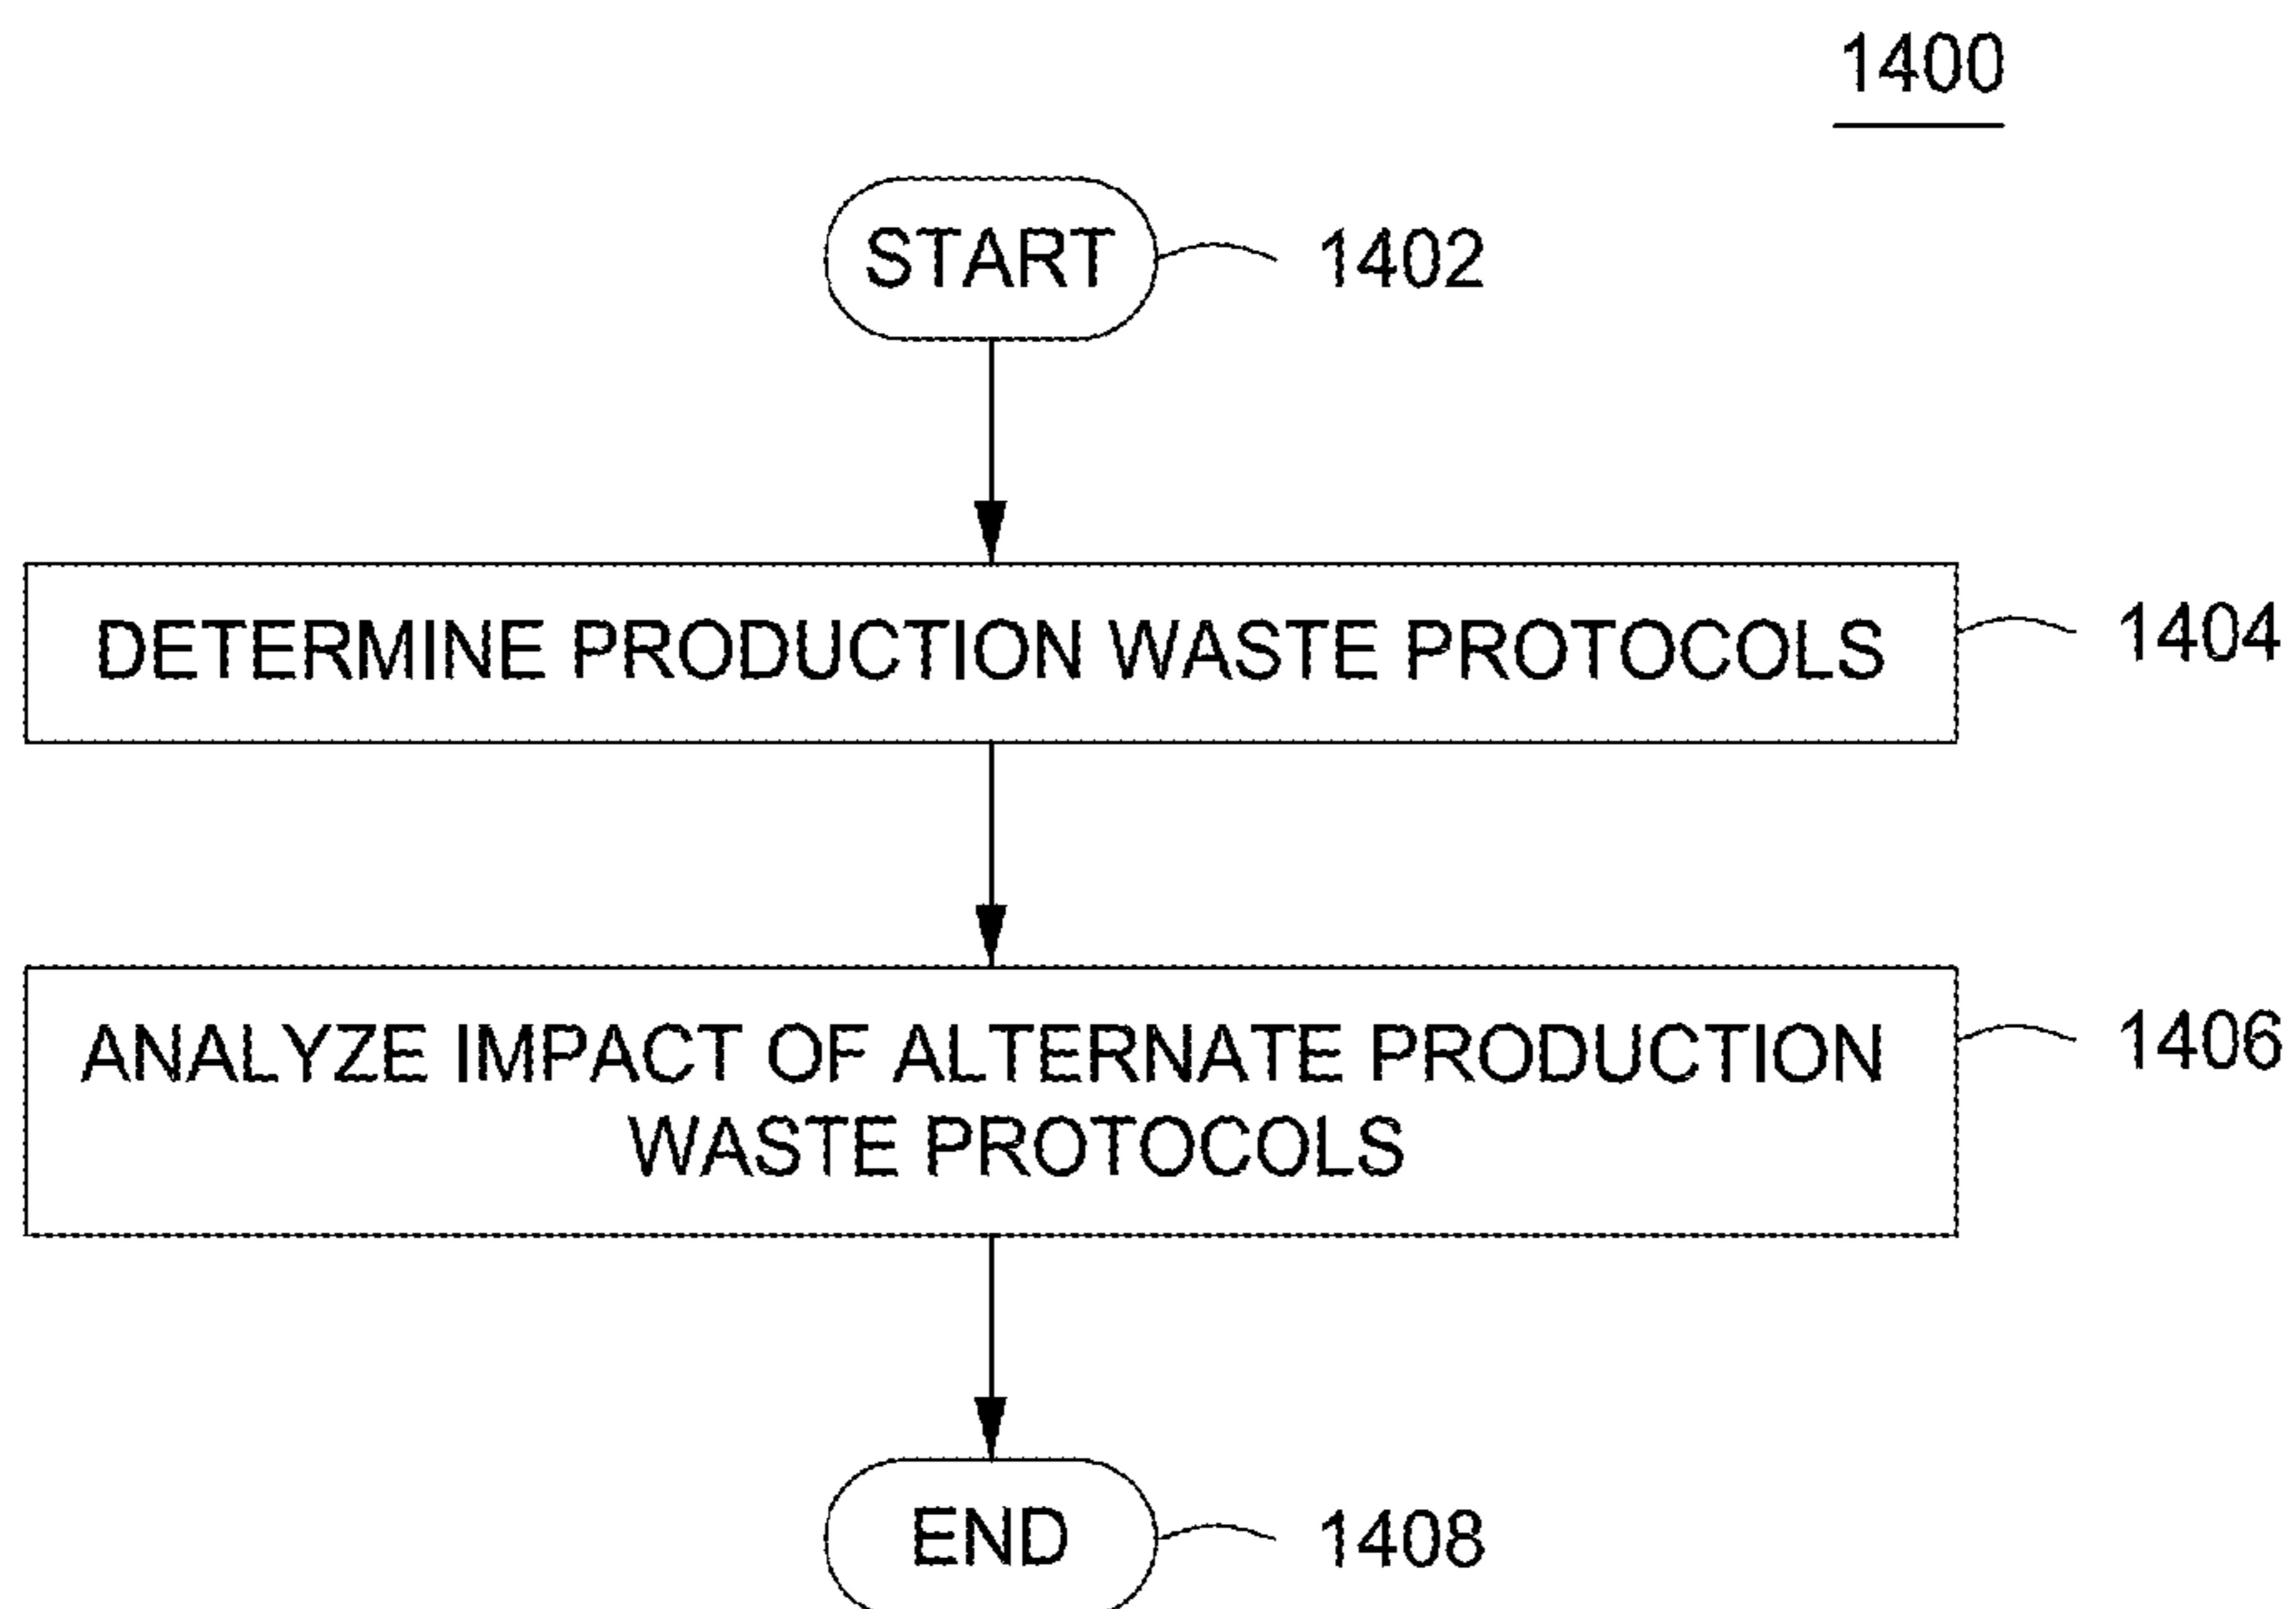 1400
START
1402
DETERMINE PRODUCTION WASTE PROTOCOLS
1404
ANALYZE IMPACT OF ALTERNATE PRODUCTION
WASTE PROTOCOLS
1406
END
1408